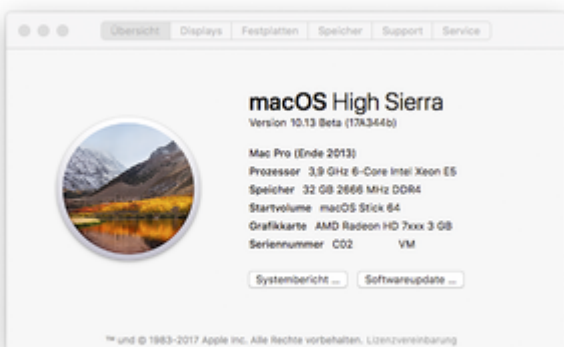 Übersicht Displays Festplatten Speicher Support Service
macOS High Sierra
Version 10.13 Beta (17A344b)
Mac Pro (Ende 2013)
Prozessor 3,9 GHz 6-Core Intel Xeon E5
Speicher 32 GB 2666 MHz DDR4
Startvolume macOS Stick 64
Grafikkarte AMD Radeon HD 7xxx 3 GB
Seriennummer C02 VM
Systembericht ... Softwareupdate ...
™ und © 1983-2017 Apple Inc. Alle Rechte vorbehalten. Lizenzvereinbarung